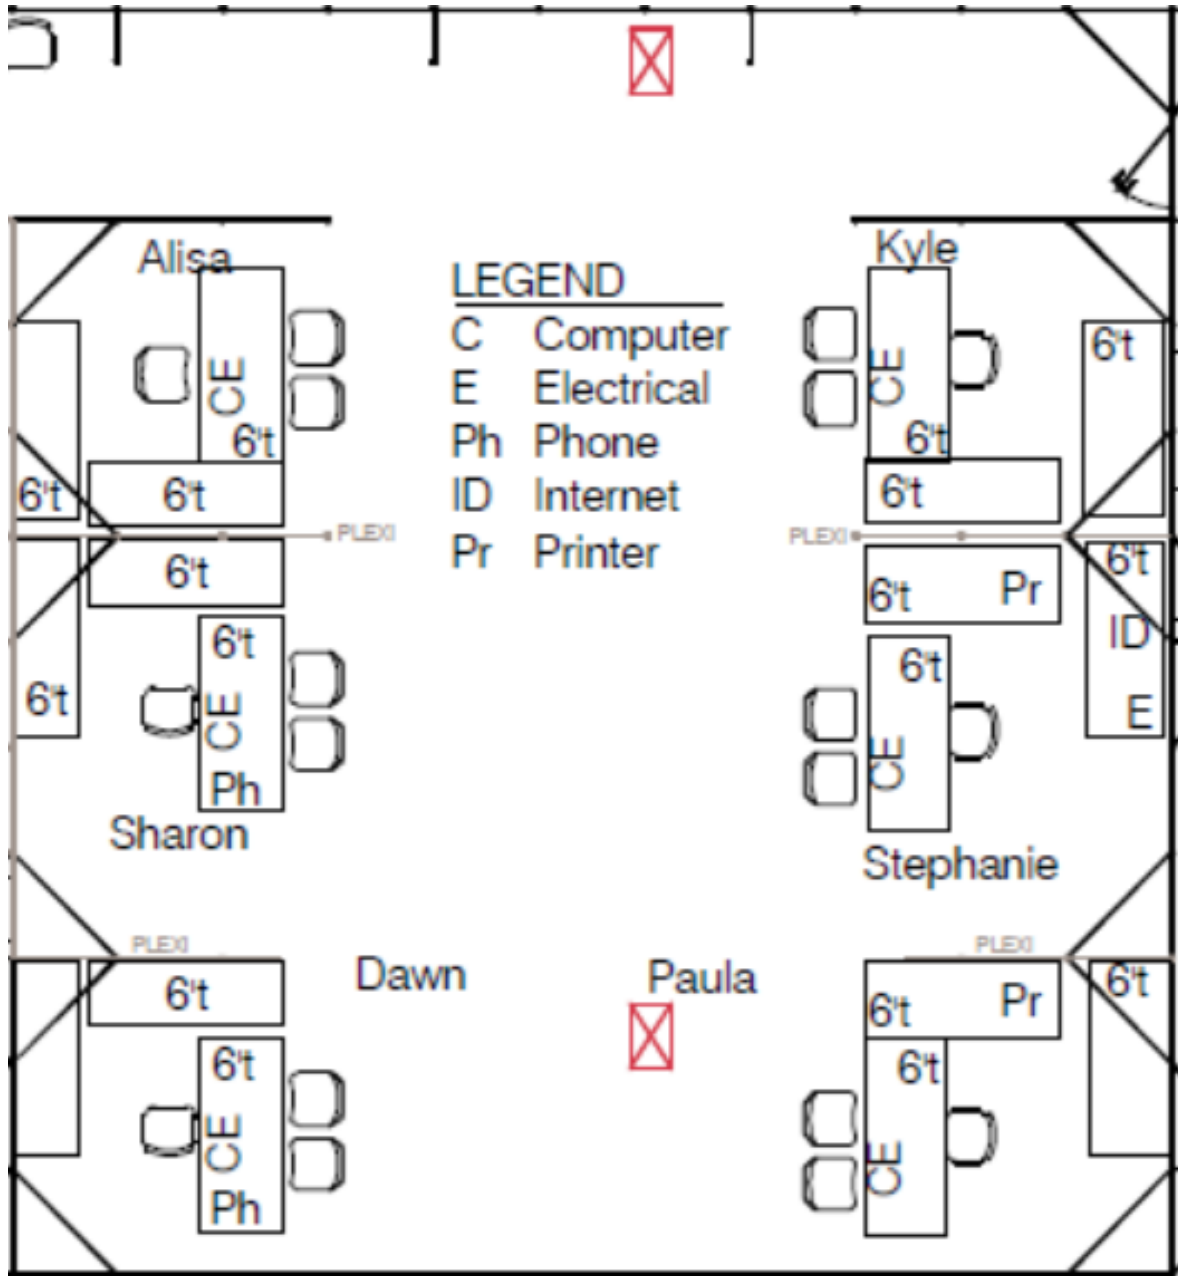 Alisa
Kyle
LEGEND
C Computer
E Electrical
Ph Phone
ID Internet
Pr Printer
CE
6't
6't
6't
CE
6't
6't
6't
PLEXI
PLEXI
6't
6't
6't
CE
Ph
Sharon
6't Pr
6't
ID
E
6't
CE
Stephanie
PLEXI
PLEXI
Dawn
Paula
6't
6't
CE
Ph
6't Pr
6't
6't
CE